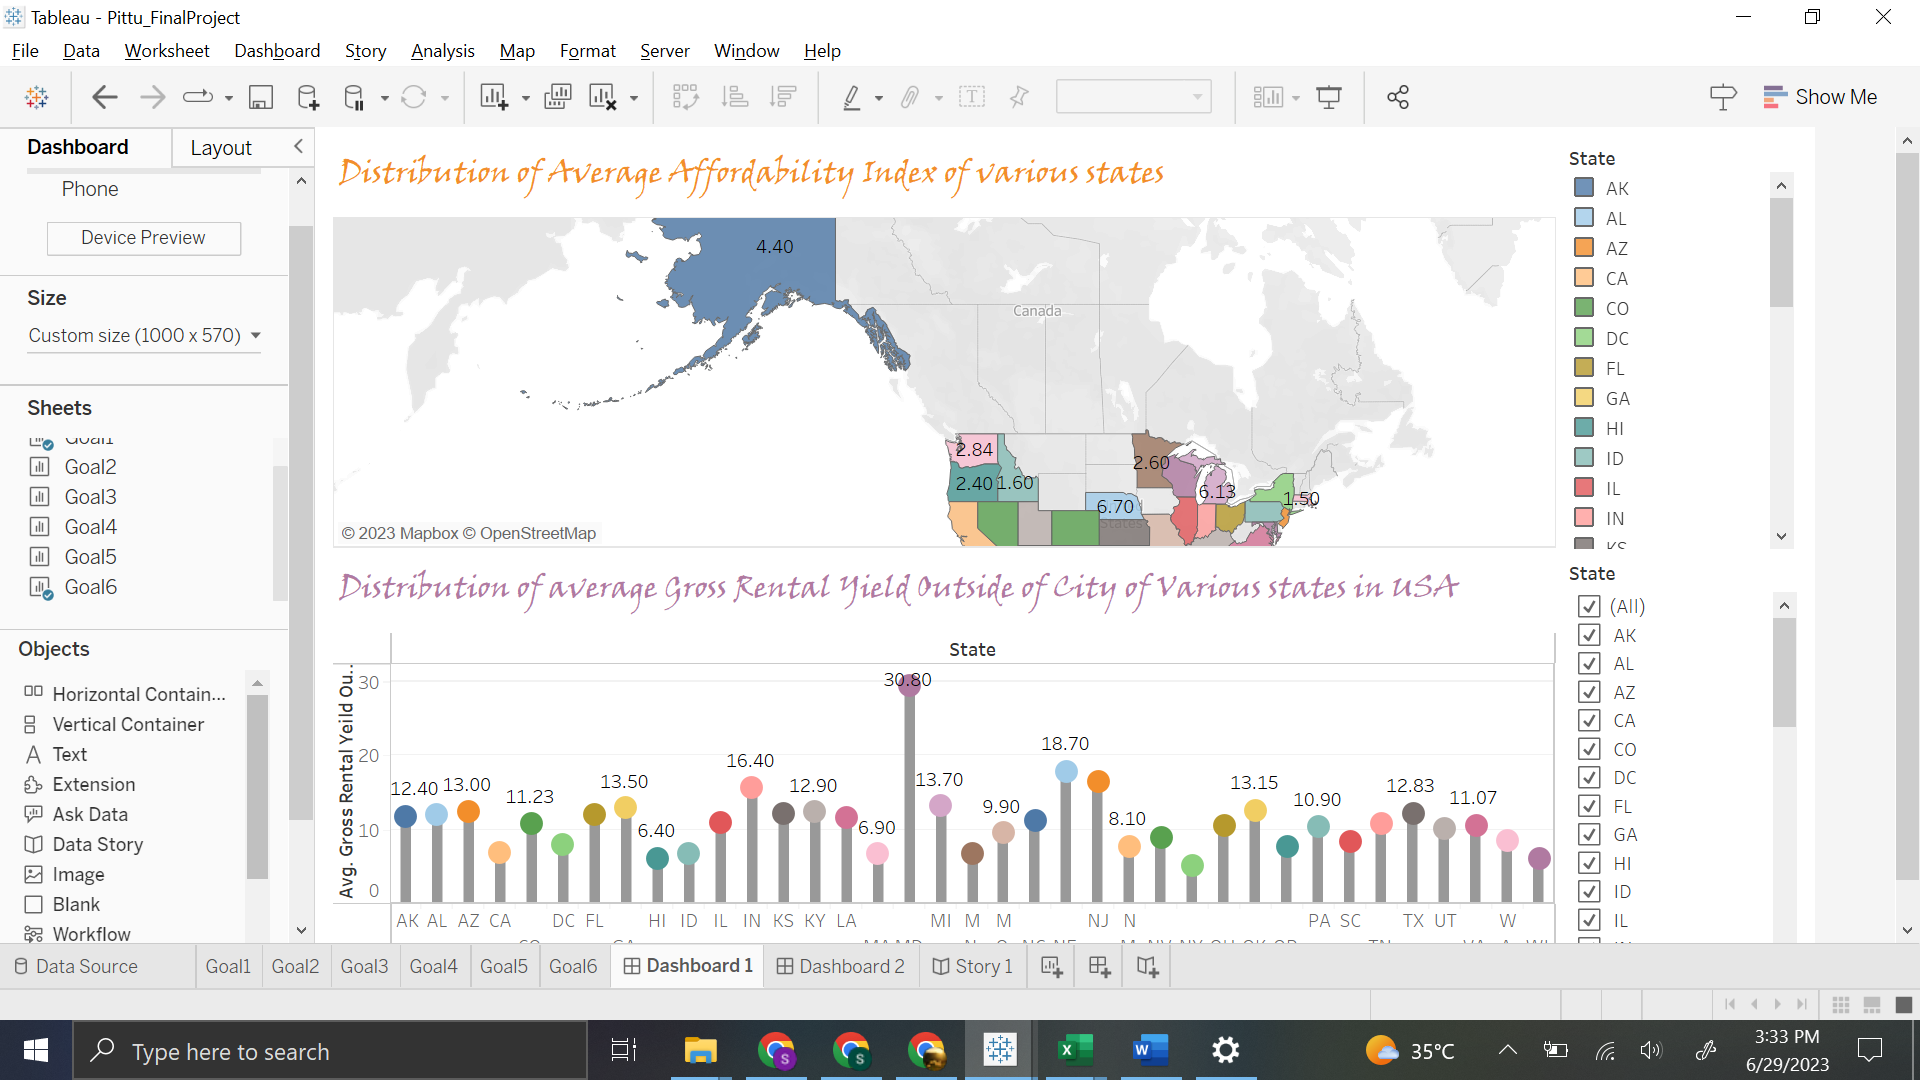 Tableau - Pittu_FinalProject
File Data Worksheet Dashboard Story Analysis Map Format Server Window Help
Show Me
Dashboard Layout
Phone
Device Preview
Size
Custom size (1000 x 570)
Sheets
Goal1
Goal2
Goal3
Goal4
Goal5
Goal6
Objects
Horizontal Contain...
Vertical Container
Text
Extension
Ask Data
Data Story
Image
Blank
Workflow
Distribution of Average Affordability Index of various states
4.40
Canada
2.84
2.60
2.40 1.60
6.13
1.50
6.70
States
© 2023 Mapbox © OpenStreetMap
Distribution of average Gross Rental Yield Outside of City of Various states in USA
State
Avg. Gross Rental Yeild Ou..
30
20
10
0
30.80
18.70
16.40
12.40 13.00 11.23 13.50 12.90 13.70 13.15 12.83
6.40 6.90 9.90 8.10 10.90 11.07
AK AL AZ CA DC FL HI ID IL IN KS KY LA MI M M NJ N PA SC TX UT W
State
AK
AL
AZ
CA
CO
DC
FL
GA
HI
ID
IL
IN
KS
State
(All)
AK
AL
AZ
CA
CO
DC
FL
GA
HI
ID
IL
Data Source Goal1 Goal2 Goal3 Goal4 Goal5 Goal6 Dashboard 1 Dashboard 2 Story 1
Type here to search
35°C
3:33 PM
6/29/2023